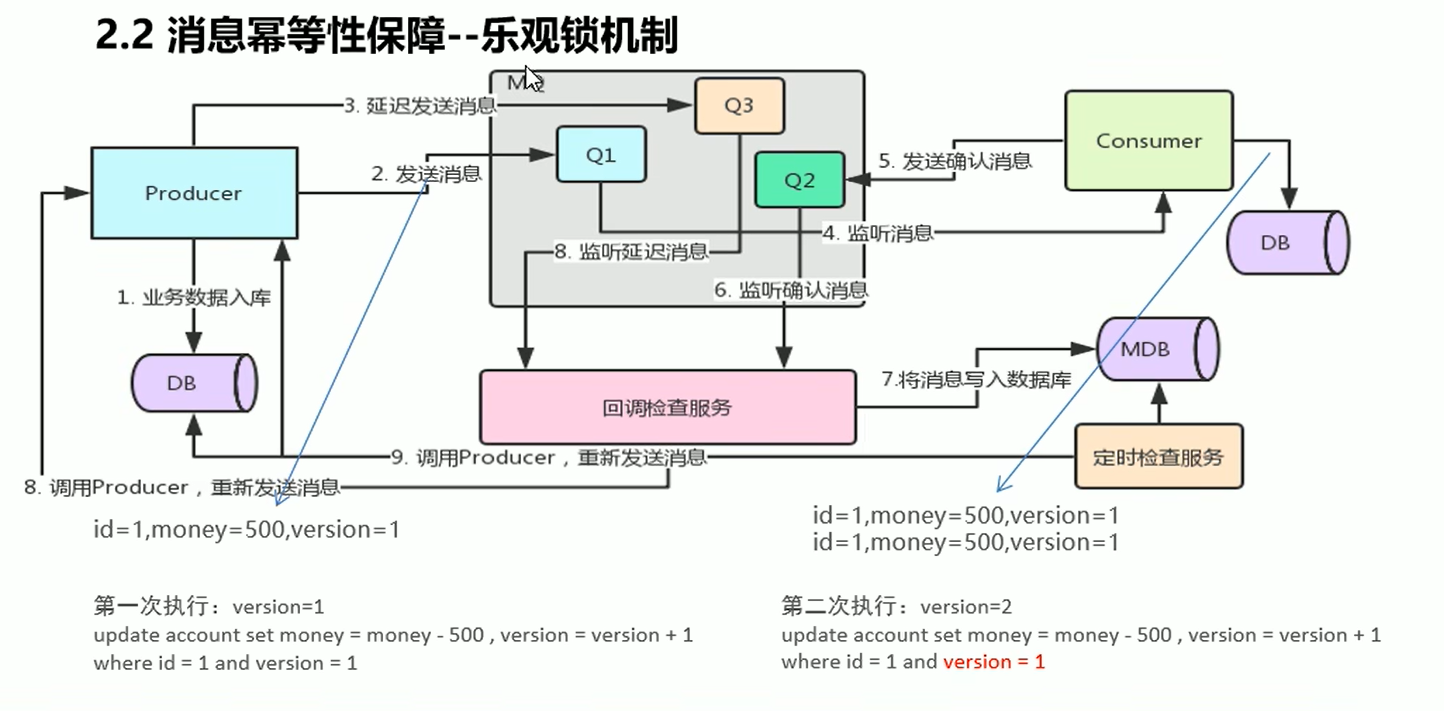 2.2 消息幂等性保障--乐观锁机制
MQ
3. 延迟发送消息
Q3
Consumer
Q1
5. 发送确认消息
2. 发送消息
Q2
Producer
4. 监听消息
DB
8. 监听延迟消息
6. 监听确认消息
1. 业务数据入库
MDB
DB
7.将消息写入数据库
回调检查服务
9. 调用Producer，重新发送消息
定时检查服务
8. 调用Producer，重新发送消息
id=1,money=500,version=1
id=1,money=500,version=1
id=1,money=500,version=1
第一次执行：version=1
update account set money = money - 500 , version = version + 1
where id = 1 and version = 1
第二次执行：version=2
update account set money = money - 500 , version = version + 1
where id = 1 and version = 1